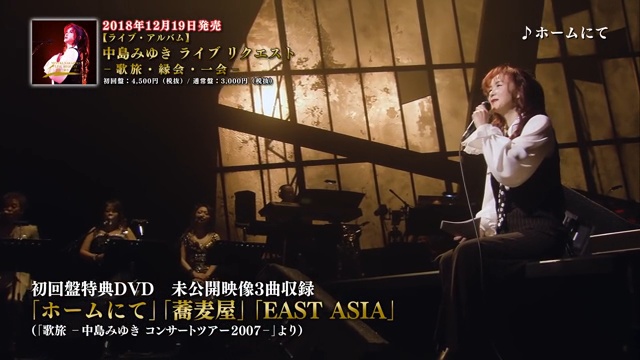 2018年12月19日発売
【ライブ・アルバム】
中島みゆき ライブ リクエスト
－歌旅・縁会・一会－
初回盤：4,500円（税抜）/ 通常盤：3,000円（税抜）
♪ホームにて
初回盤特典DVD　未公開映像3曲収録
「ホームにて」「蕎麦屋」「EAST ASIA」
（「歌旅 －中島みゆき コンサートツアー2007－」より）